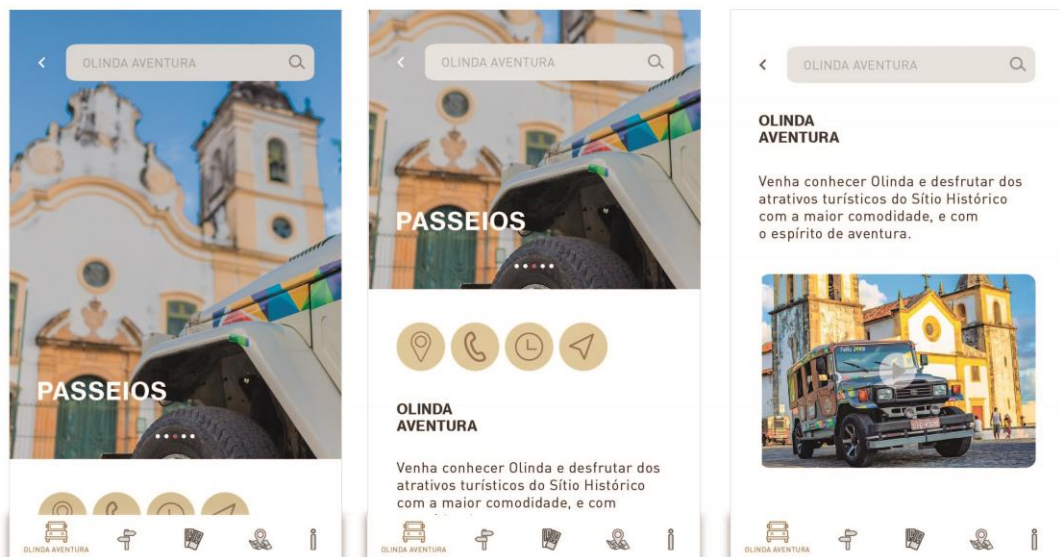 OLINDA AVENTURA
PASSEIOS
OLINDA AVENTURA
OLINDA AVENTURA
PASSEIOS
OLINDA
AVENTURA
Venha conhecer Olinda e desfrutar dos
atrativos turísticos do Sítio Histórico
com a maior comodidade, e com
OLINDA AVENTURA
OLINDA AVENTURA
OLINDA
AVENTURA
Venha conhecer Olinda e desfrutar dos
atrativos turísticos do Sítio Histórico
com a maior comodidade, e com
o espírito de aventura.
OLINDA AVENTURA